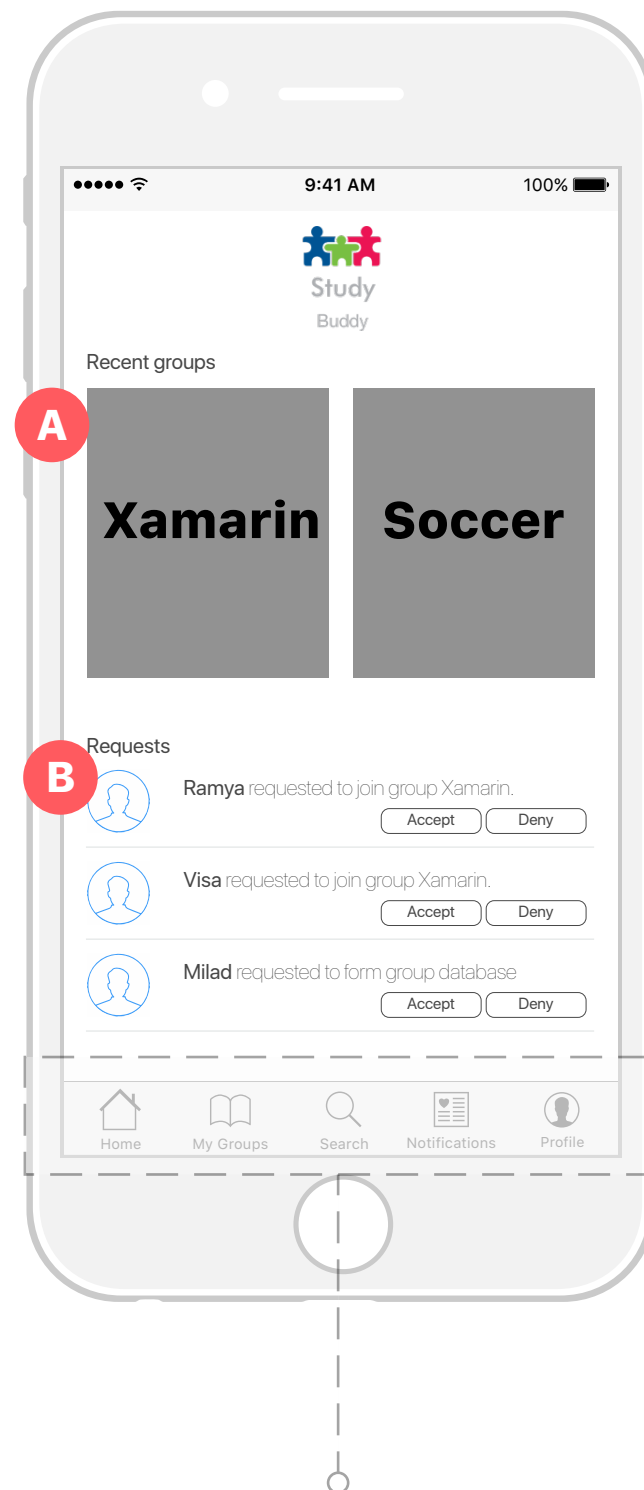 9:41 AM 100%
Study
Buddy
Recent groups
A
Xamarin Soccer
Requests
B
Ramya requested to join group Xamarin.
Accept Deny
Visa requested to join group Xamarin.
Accept Deny
Milad requested to form group database
Accept Deny
Home My Groups Search Notifications Profile